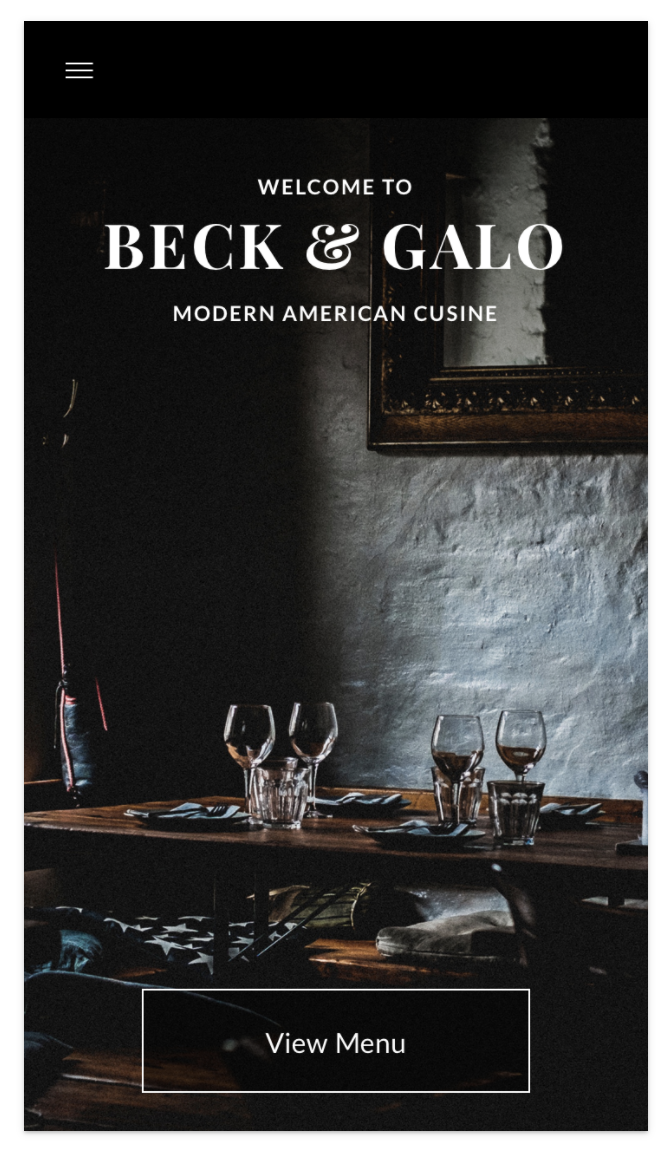 WELCOME TO
BECK & GALO
MODERN AMERICAN CUSINE
View Menu